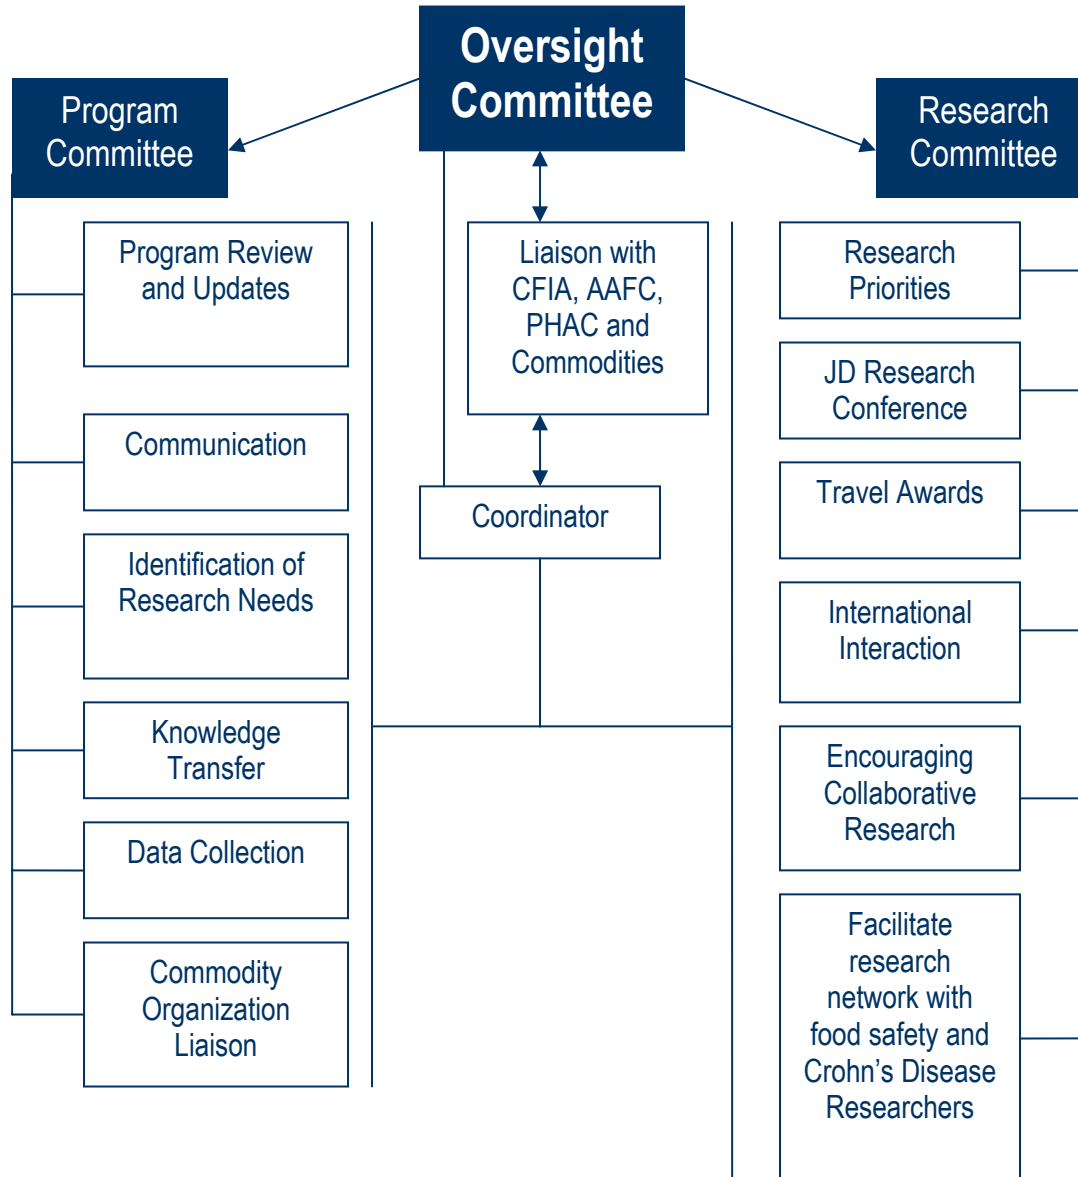 Oversight
Committee
Program
Committee
Research
Committee
Program Review
and Updates
Communication
Identification of
Research Needs
Knowledge
Transfer
Data Collection
Commodity
Organization
Liaison
Liaison with
CFIA, AAFC,
PHAC and
Commodities
Coordinator
Research
Priorities
JD Research
Conference
Travel Awards
International
Interaction
Encouraging
Collaborative
Research
Facilitate
research
network with
food safety and
Crohn’s Disease
Researchers